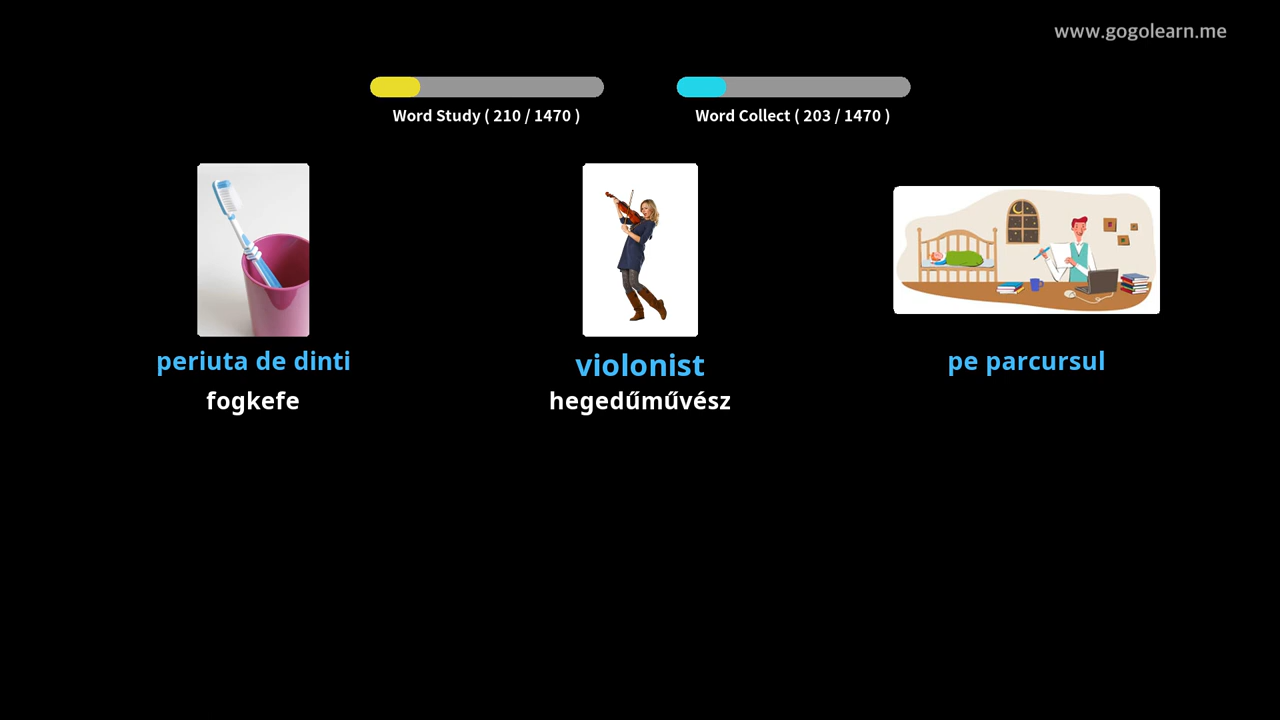 www.gogolearn.me
Word Study ( 210 / 1470 )
Word Collect ( 203 / 1470 )
periuta de dinti
fogkefe
violonist
hegedűművész
pe parcursul